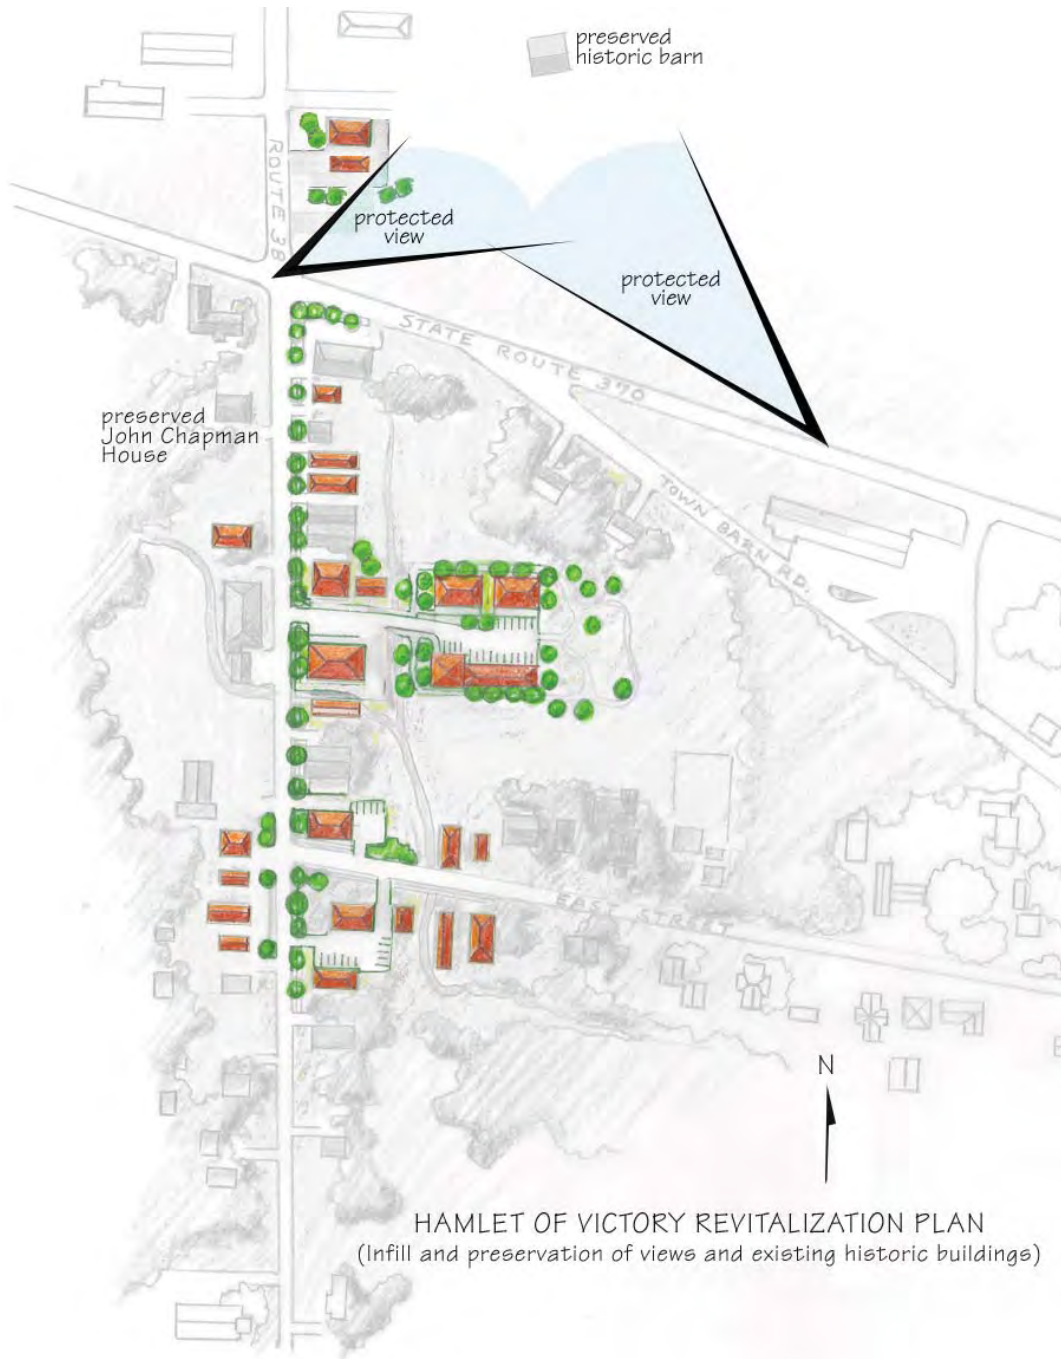 preserved
historic barn
ROUTE 38
protected
view
protected
view
STATE ROUTE 370
preserved
John Chapman
House
TOWN BARN RD.
EAST STREET
N
HAMLET OF VICTORY REVITALIZATION PLAN
(Infill and preservation of views and existing historic buildings)